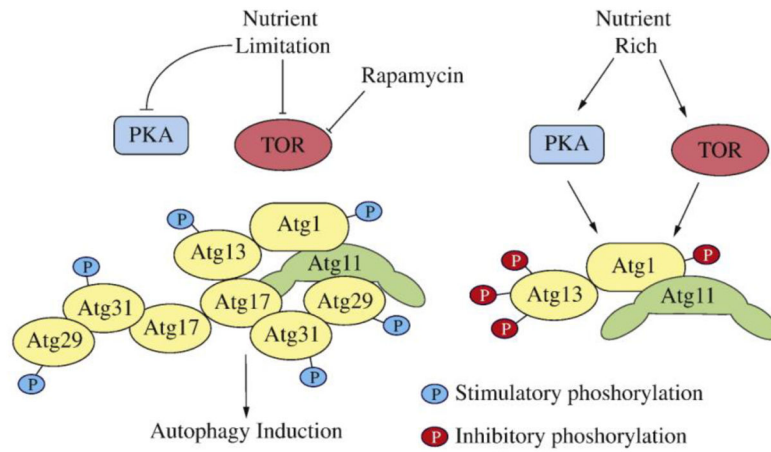 Nutrient
Limitation
Rapamycin
PKA
TOR
P
P
Atg1
Atg13
Atg11
P
Atg31
Atg17
Atg29
Atg17
Atg31
Atg29
P
P
P
Autophagy Induction
Nutrient
Rich
PKA
TOR
Atg1
P
P
P
Atg13
Atg11
P
P Stimulatory phoshorylation
P Inhibitory phoshorylation